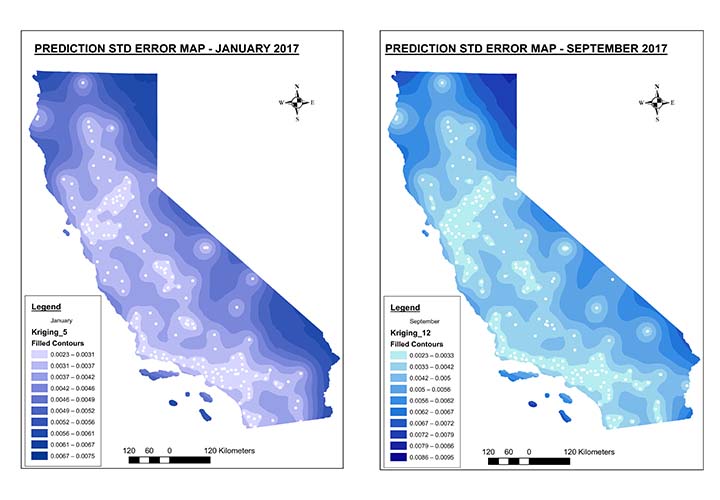 PREDICTION STD ERROR MAP - JANUARY 2017
N
W E
S
Legend
January
Kriging_5
Filled Contours
0.0023 – 0.0031
0.0031 – 0.0037
0.0037 – 0.0042
0.0042 – 0.0046
0.0046 – 0.0049
0.0049 – 0.0052
0.0052 – 0.0056
0.0056 – 0.0061
0.0061 – 0.0067
0.0067 – 0.0075
120 60 0 120 Kilometers
PREDICTION STD ERROR MAP - SEPTEMBER 2017
N
W E
S
Legend
September
Kriging_12
Filled Contours
0.0023 – 0.0033
0.0033 – 0.0042
0.0042 – 0.005
0.005 – 0.0056
0.0056 – 0.0062
0.0062 – 0.0067
0.0067 – 0.0072
0.0072 – 0.0079
0.0079 – 0.0086
0.0086 – 0.0095
120 60 0 120 Kilometers